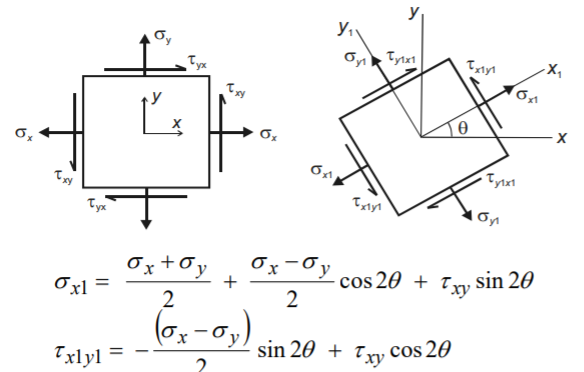 σy
τyx
τxy
y
x
σx
σx
τxy
τyx
y
y1
x1
σy1
τy1x1
τx1y1
σx1
θ
x
σx1
τx1y1
τy1x1
σy1
σx1 = (σx + σy)/2 + (σx − σy)/2 cos 2θ + τxy sin 2θ
τx1y1 = −(σx − σy)/2 sin 2θ + τxy cos 2θ